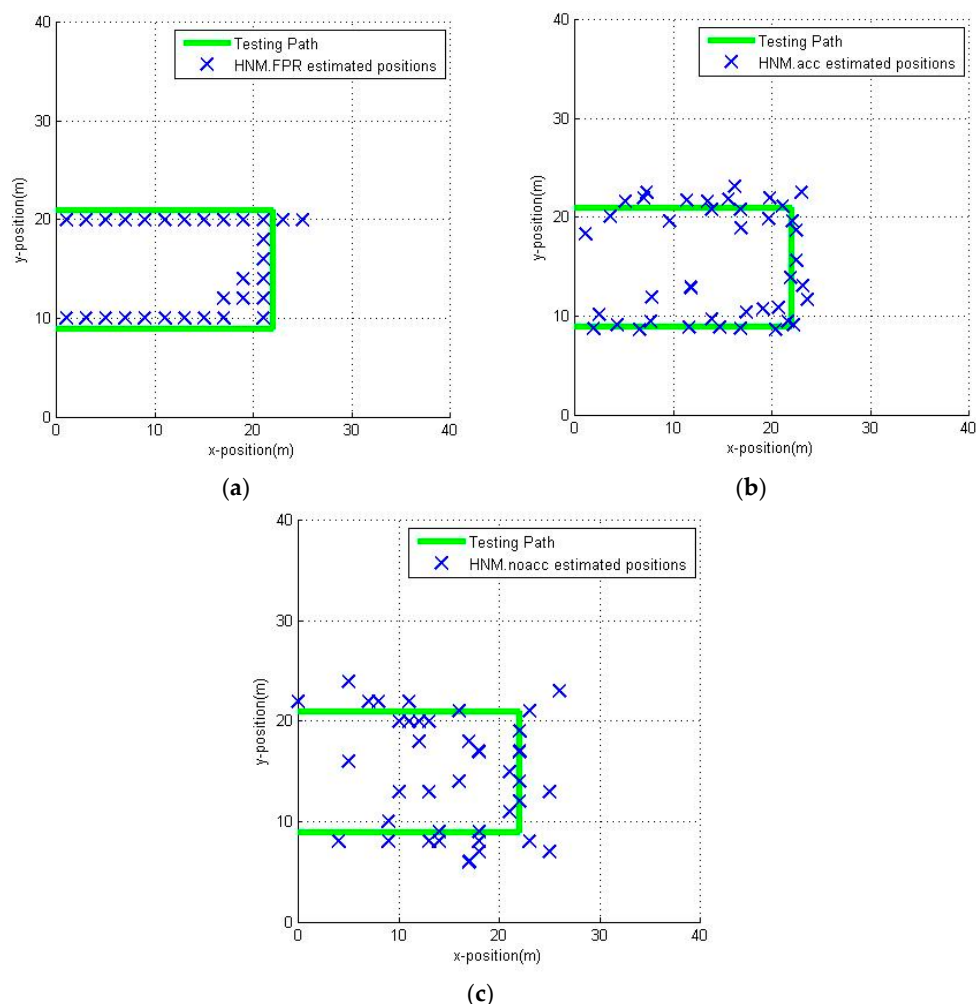 40
Testing Path
HNM.FPR estimated positions
30
y-position(m)
20
10
0
0 10 20 30 40
x-position(m)
(a)
40
Testing Path
HNM.acc estimated positions
30
y-position(m)
20
10
0
0 10 20 30 40
x-position(m)
(b)
40
Testing Path
HNM.noacc estimated positions
30
y-position(m)
20
10
0
0 10 20 30 40
x-position(m)
(c)